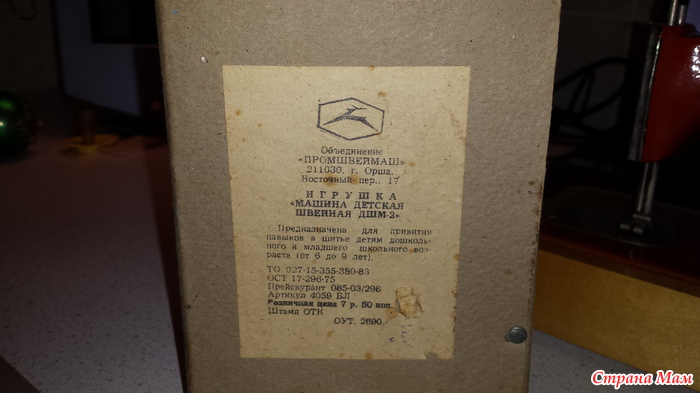 Объединение
«ПРОМШВЕЙМАШ»
211030, г. Орша,
Восточный пер., 17
ИГРУШКА
«МАШИНА ДЕТСКАЯ
ШВЕЙНАЯ ДШМ-2»
Предназначена для привития
навыков в шитье детям дошколь-
ного и младшего школьного воз-
раста (от 6 до 9 лет).
ТО 027-15-355-380-83
ОСТ 17-296-75
Прейскурант 085-03/296
Артикул 4059 БЛ
Розничная цена 7 р. 50 коп.
Штамп ОТК
ОУТ. 2690.
Страна Мам